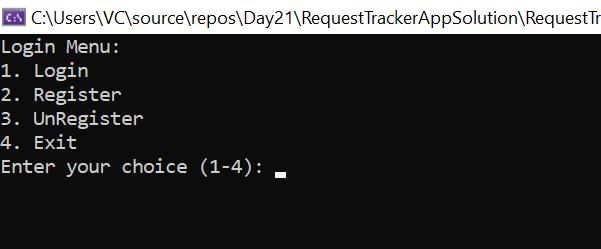 C:\Users\VC\source\repos\Day21\RequestTrackerAppSolution\RequestTr
Login Menu:
1. Login
2. Register
3. UnRegister
4. Exit
Enter your choice (1-4):